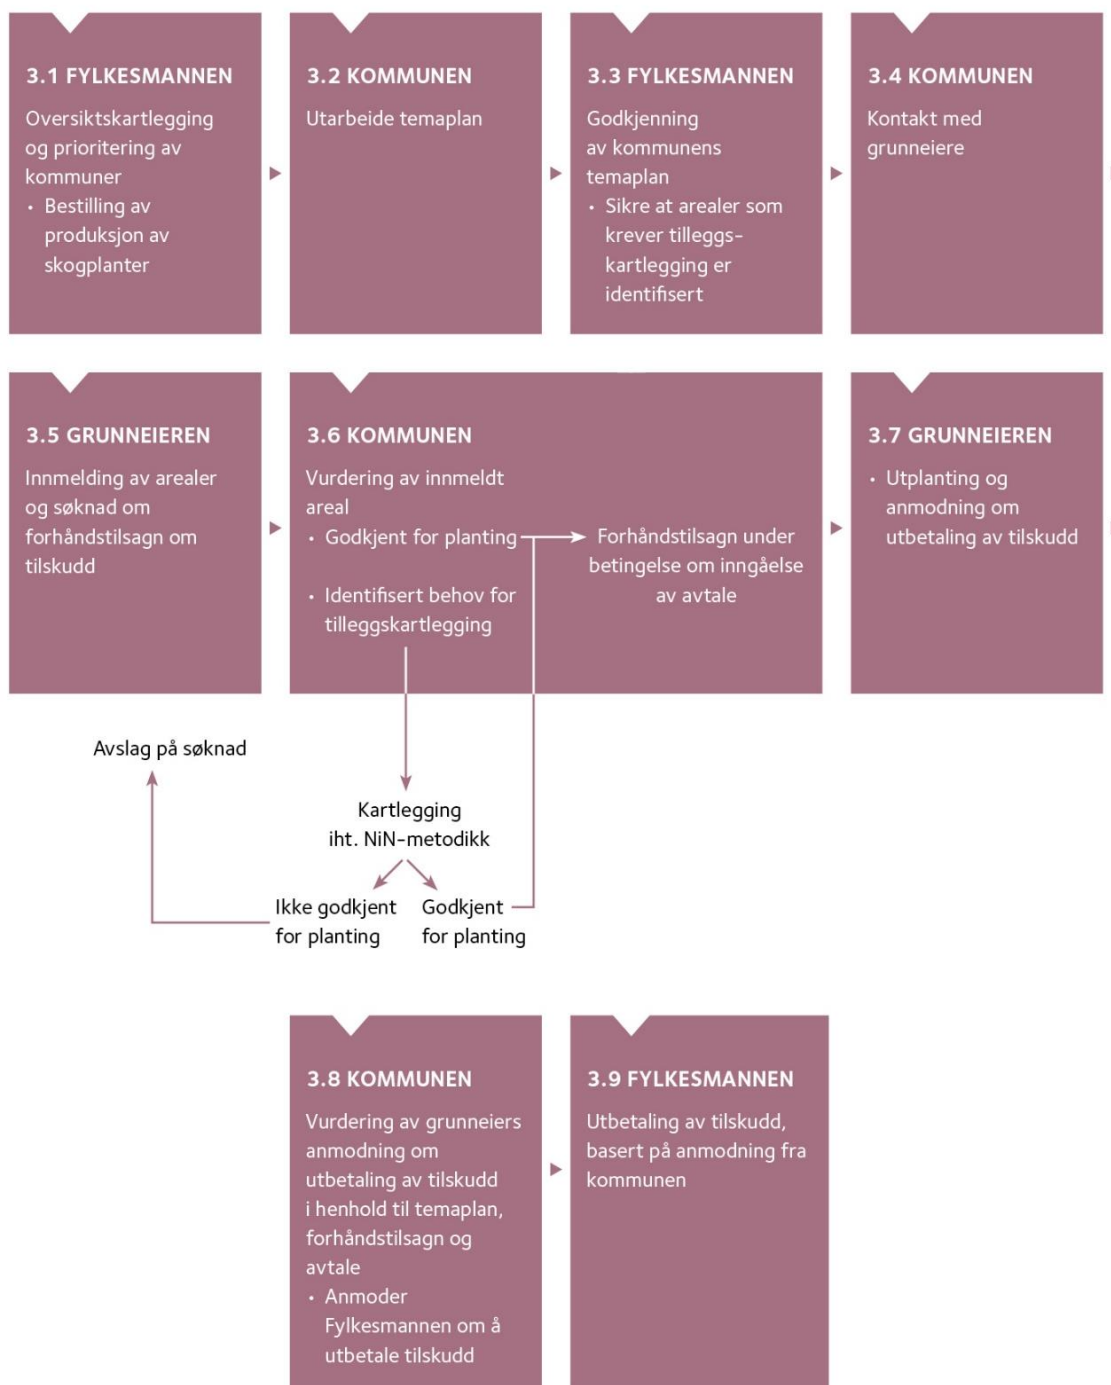 3.1 FYLKESMANNEN
Oversiktskartlegging
og prioritering av
kommuner
• Bestilling av
produksjon av
skogplanter
3.2 KOMMUNEN
Utarbeide temaplan
3.3 FYLKESMANNEN
Godkjenning
av kommunens
temaplan
• Sikre at arealer som
krever tilleggs-
kartlegging er
identifisert
3.4 KOMMUNEN
Kontakt med
grunneiere
3.5 GRUNNEIEREN
Innmelding av arealer
og søknad om
forhåndstilsagn om
tilskudd
3.6 KOMMUNEN
Vurdering av innmeldt
areal
• Godkjent for planting
• Identifisert behov for
tilleggskartlegging
Forhåndstilsagn under
betingelse om inngåelse
av avtale
3.7 GRUNNEIEREN
• Utplanting og
anmodning om
utbetaling av tilskudd
Avslag på søknad
Kartlegging
iht. NiN-metodikk
Ikke godkjent
for planting
Godkjent
for planting
3.8 KOMMUNEN
Vurdering av grunneiers
anmodning om
utbetaling av tilskudd
i henhold til temaplan,
forhåndstilsagn og
avtale
• Anmoder
Fylkesmannen om å
utbetale tilskudd
3.9 FYLKESMANNEN
Utbetaling av tilskudd,
basert på anmodning fra
kommunen